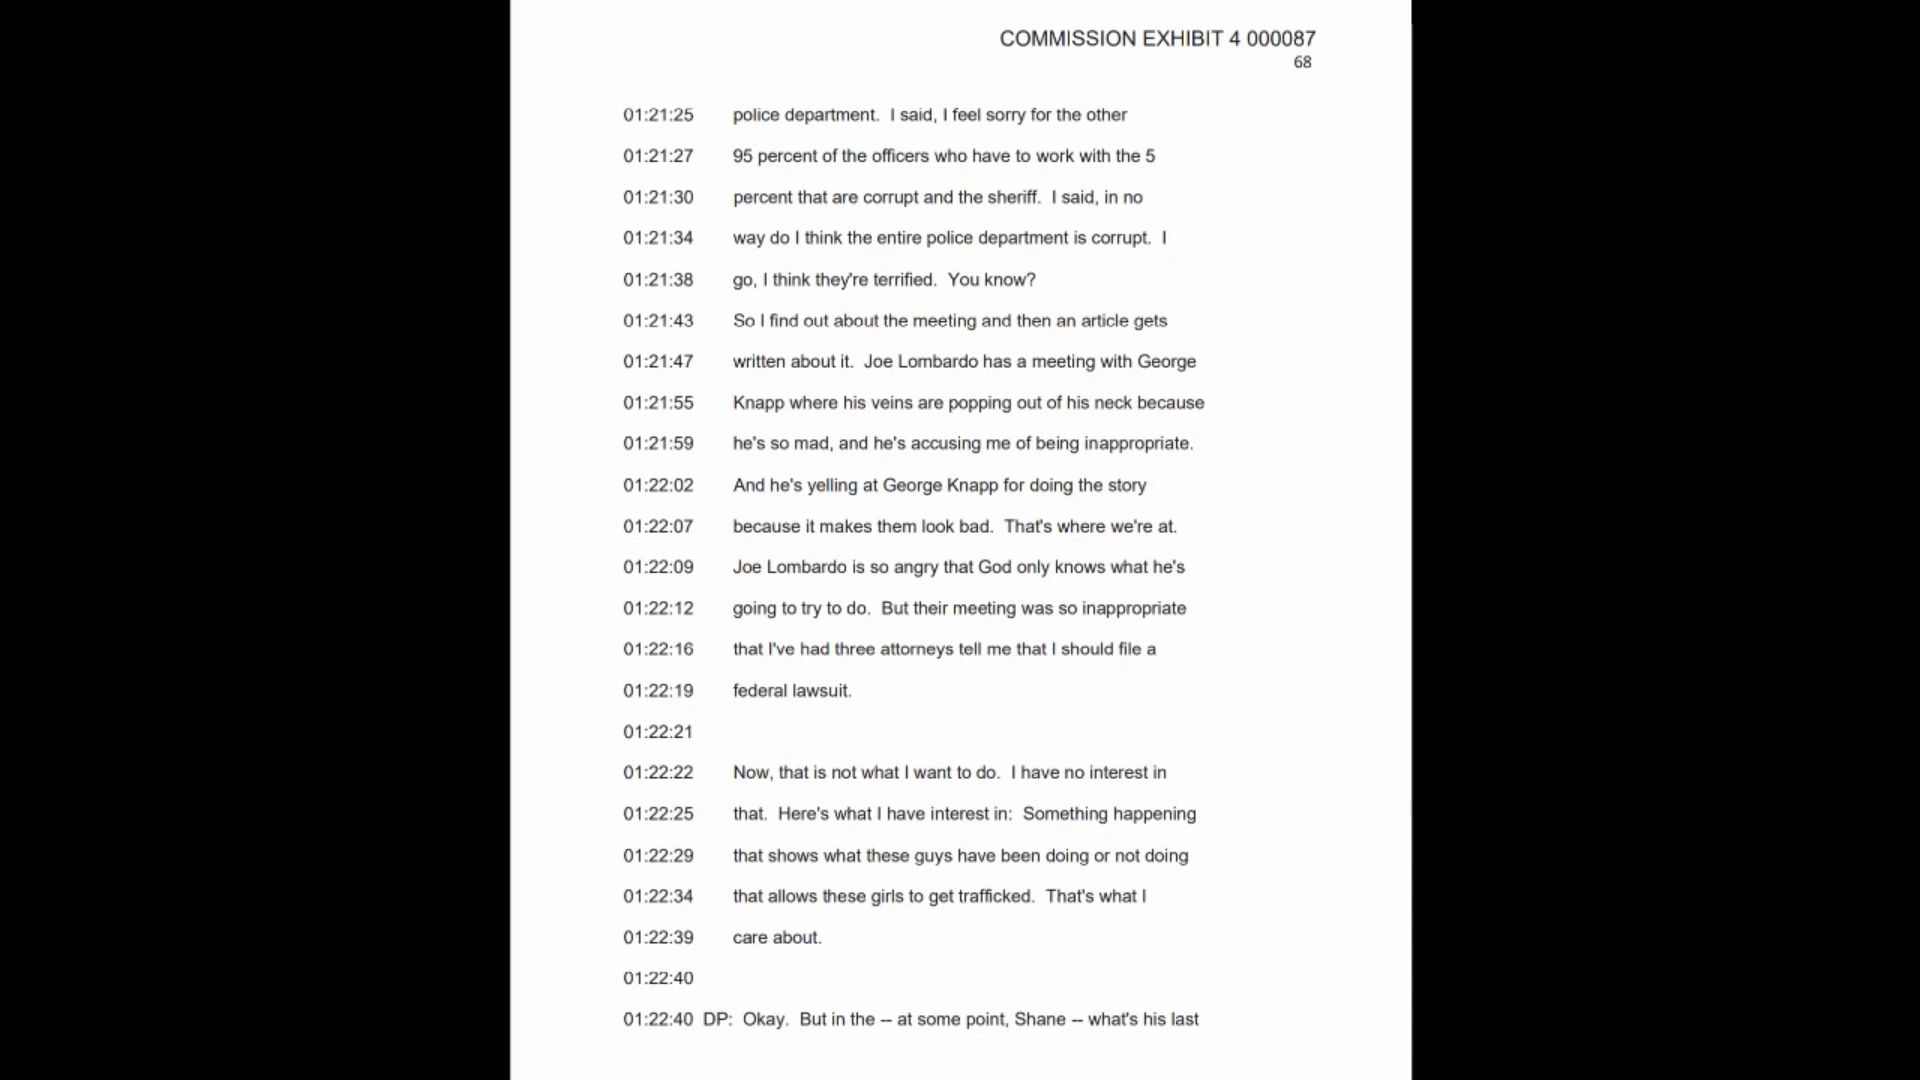 COMMISSION EXHIBIT 4 000087
68
01:21:25 police department. I said, I feel sorry for the other
01:21:27 95 percent of the officers who have to work with the 5
01:21:30 percent that are corrupt and the sheriff. I said, in no
01:21:34 way do I think the entire police department is corrupt. I
01:21:38 go, I think they're terrified. You know?
01:21:43 So I find out about the meeting and then an article gets
01:21:47 written about it. Joe Lombardo has a meeting with George
01:21:55 Knapp where his veins are popping out of his neck because
01:21:59 he's so mad, and he's accusing me of being inappropriate.
01:22:02 And he's yelling at George Knapp for doing the story
01:22:07 because it makes them look bad. That's where we're at.
01:22:09 Joe Lombardo is so angry that God only knows what he's
01:22:12 going to try to do. But their meeting was so inappropriate
01:22:16 that I've had three attorneys tell me that I should file a
01:22:19 federal lawsuit.
01:22:21
01:22:22 Now, that is not what I want to do. I have no interest in
01:22:25 that. Here's what I have interest in: Something happening
01:22:29 that shows what these guys have been doing or not doing
01:22:34 that allows these girls to get trafficked. That's what I
01:22:39 care about.
01:22:40
01:22:40 DP: Okay. But in the -- at some point, Shane -- what's his last